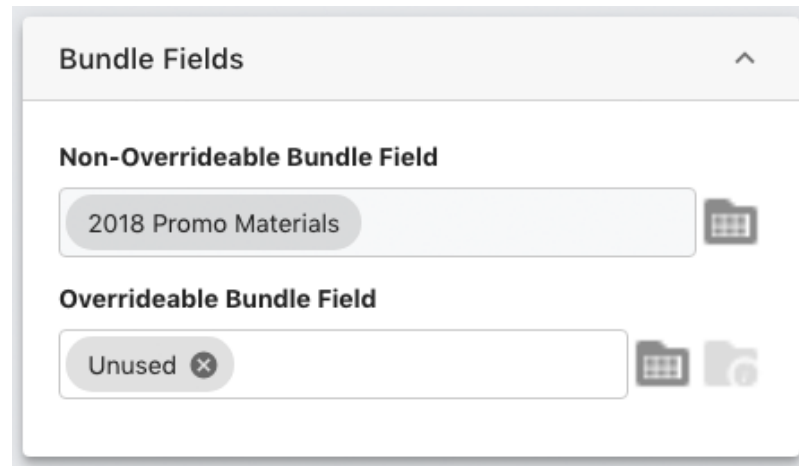 Bundle Fields
Non-Overrideable Bundle Field
2018 Promo Materials
Overrideable Bundle Field
Unused